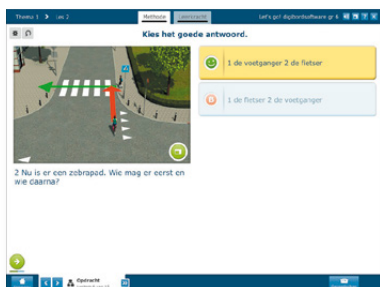 Thema 1 > Les 2
Methode
Leerkracht
Let's go! digibordsoftware gr 6
Kies het goede antwoord.
1 de voetganger 2 de fietser
1 de fietser 2 de voetganger
2 Nu is er een zebrapad. Wie mag er eerst en
wie daarna?
Opdracht